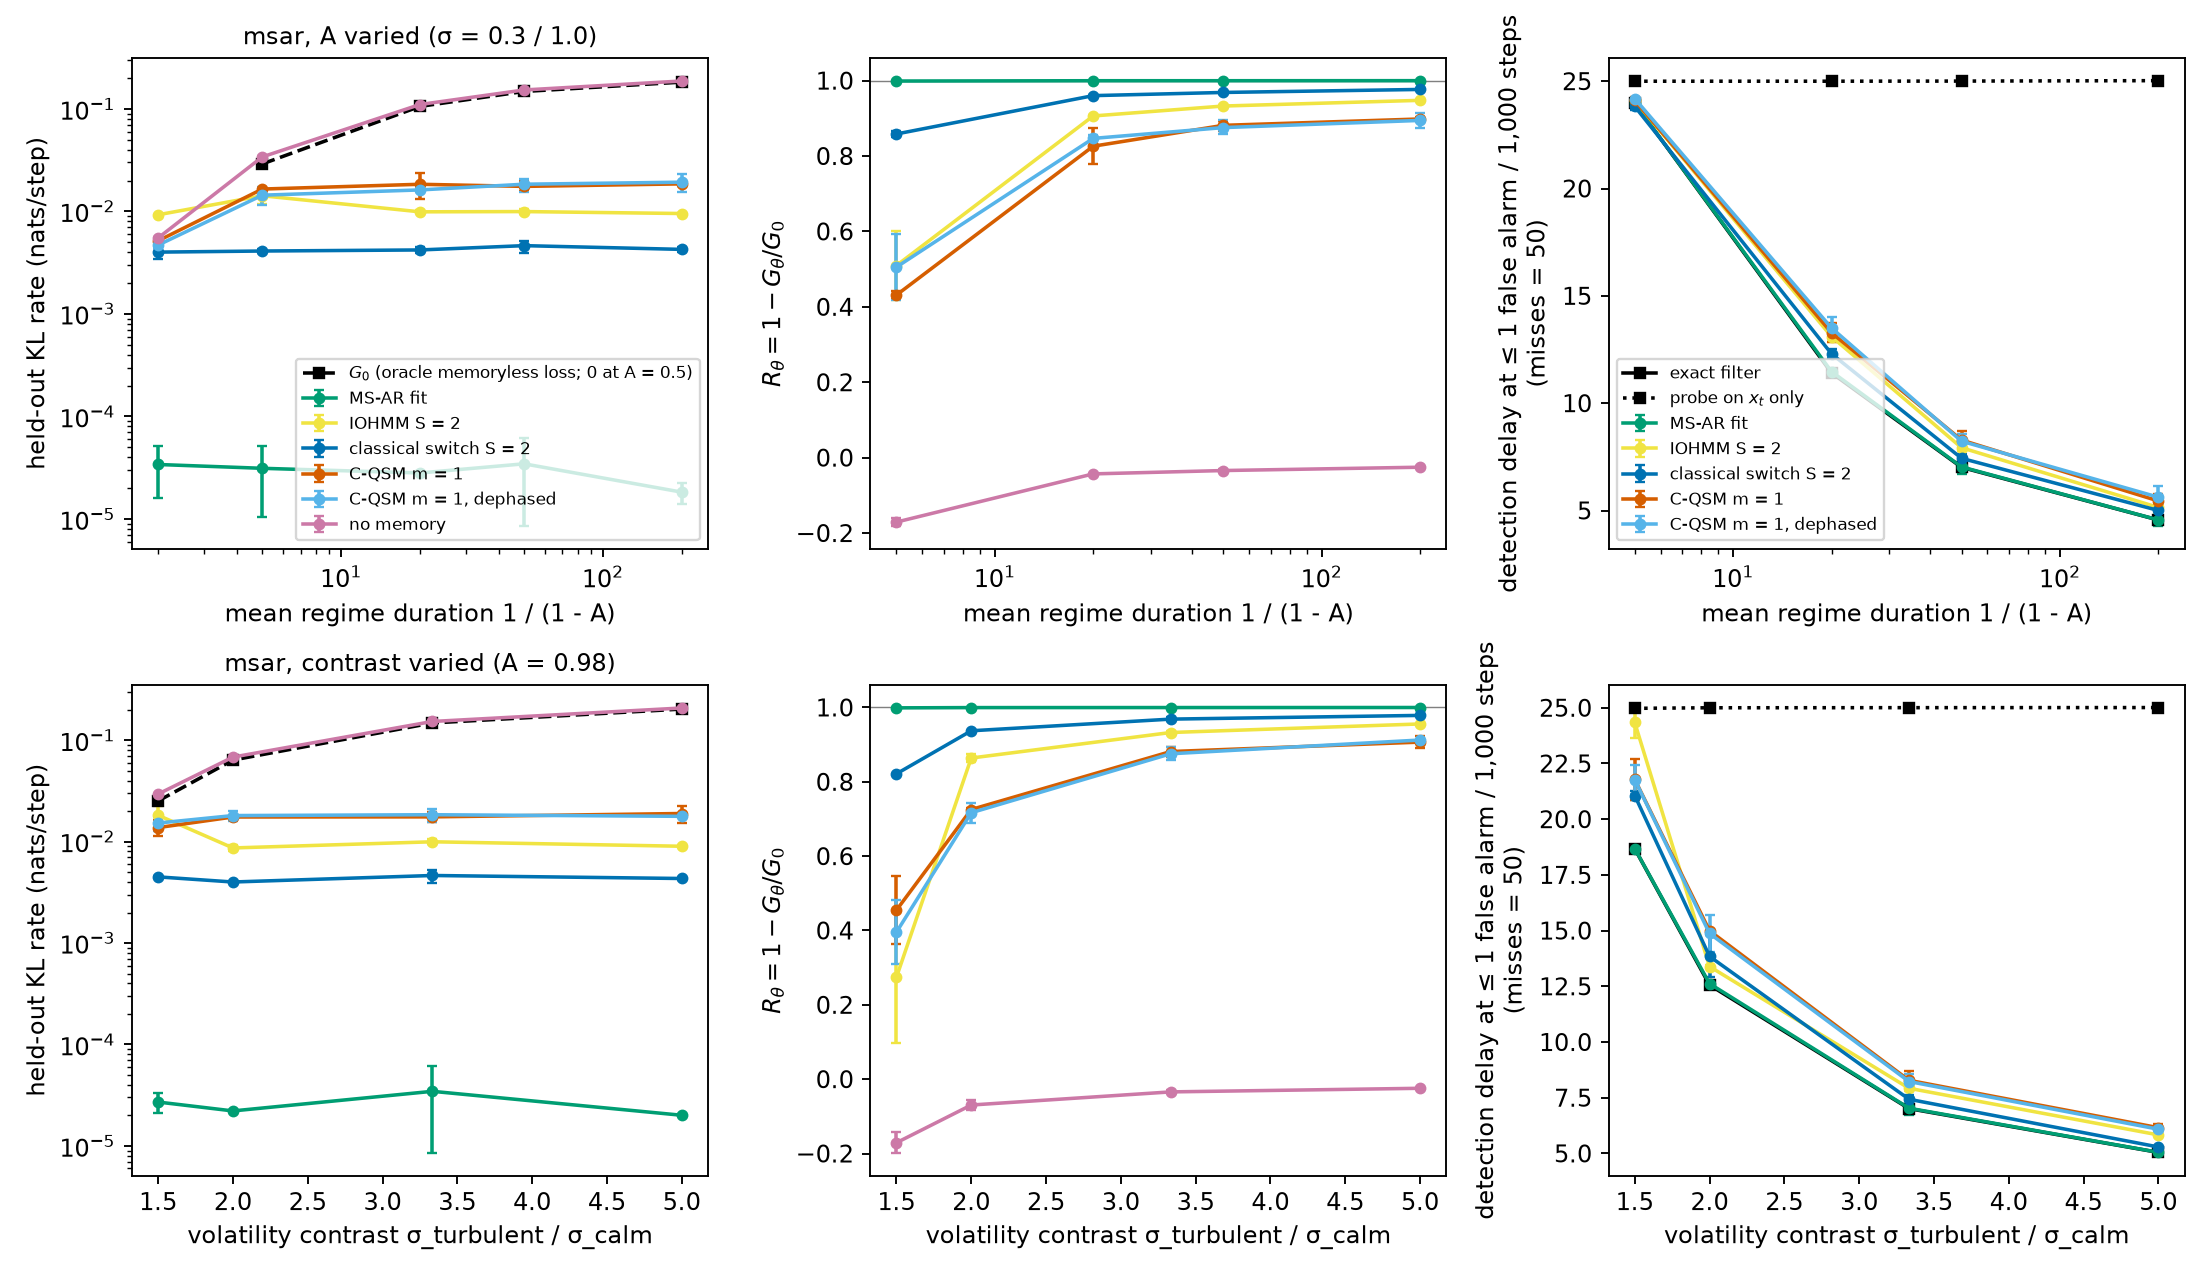 msar, A varied (σ = 0.3 / 1.0)
held-out KL rate (nats/step)
10⁻¹
10⁻²
10⁻³
10⁻⁴
10⁻⁵
G₀ (oracle memoryless loss; 0 at A = 0.5)
MS-AR fit
IOHMM S = 2
classical switch S = 2
C-QSM m = 1
C-QSM m = 1, dephased
no memory
10¹
10²
mean regime duration 1 / (1 - A)
R_θ = 1 − G_θ/G₀
1.0
0.8
0.6
0.4
0.2
0.0
−0.2
10¹
10²
mean regime duration 1 / (1 - A)
detection delay at ≤ 1 false alarm / 1,000 steps
(misses = 50)
25
20
15
10
5
exact filter
probe on x_t only
MS-AR fit
IOHMM S = 2
classical switch S = 2
C-QSM m = 1
C-QSM m = 1, dephased
10¹
10²
mean regime duration 1 / (1 - A)
msar, contrast varied (A = 0.98)
held-out KL rate (nats/step)
10⁻¹
10⁻²
10⁻³
10⁻⁴
10⁻⁵
1.5 2.0 2.5 3.0 3.5 4.0 4.5 5.0
volatility contrast σ_turbulent / σ_calm
R_θ = 1 − G_θ/G₀
1.0
0.8
0.6
0.4
0.2
0.0
−0.2
1.5 2.0 2.5 3.0 3.5 4.0 4.5 5.0
volatility contrast σ_turbulent / σ_calm
detection delay at ≤ 1 false alarm / 1,000 steps
(misses = 50)
25.0
22.5
20.0
17.5
15.0
12.5
10.0
7.5
5.0
1.5 2.0 2.5 3.0 3.5 4.0 4.5 5.0
volatility contrast σ_turbulent / σ_calm